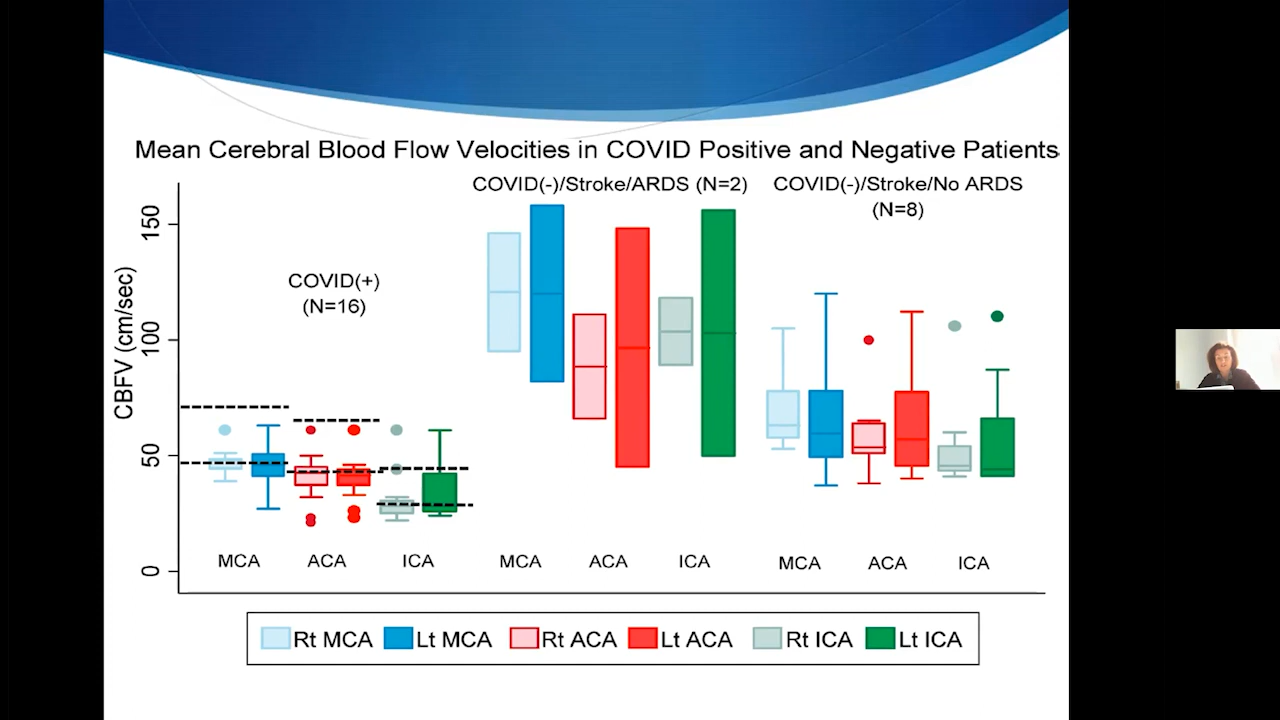 Mean Cerebral Blood Flow Velocities in COVID Positive and Negative Patients
COVID(-)/Stroke/ARDS (N=2)
COVID(-)/Stroke/No ARDS
(N=8)
COVID(+)
(N=16)
CBFV (cm/sec)
150
100
50
0
MCA ACA ICA MCA ACA ICA MCA ACA ICA
Rt MCA Lt MCA Rt ACA Lt ACA Rt ICA Lt ICA